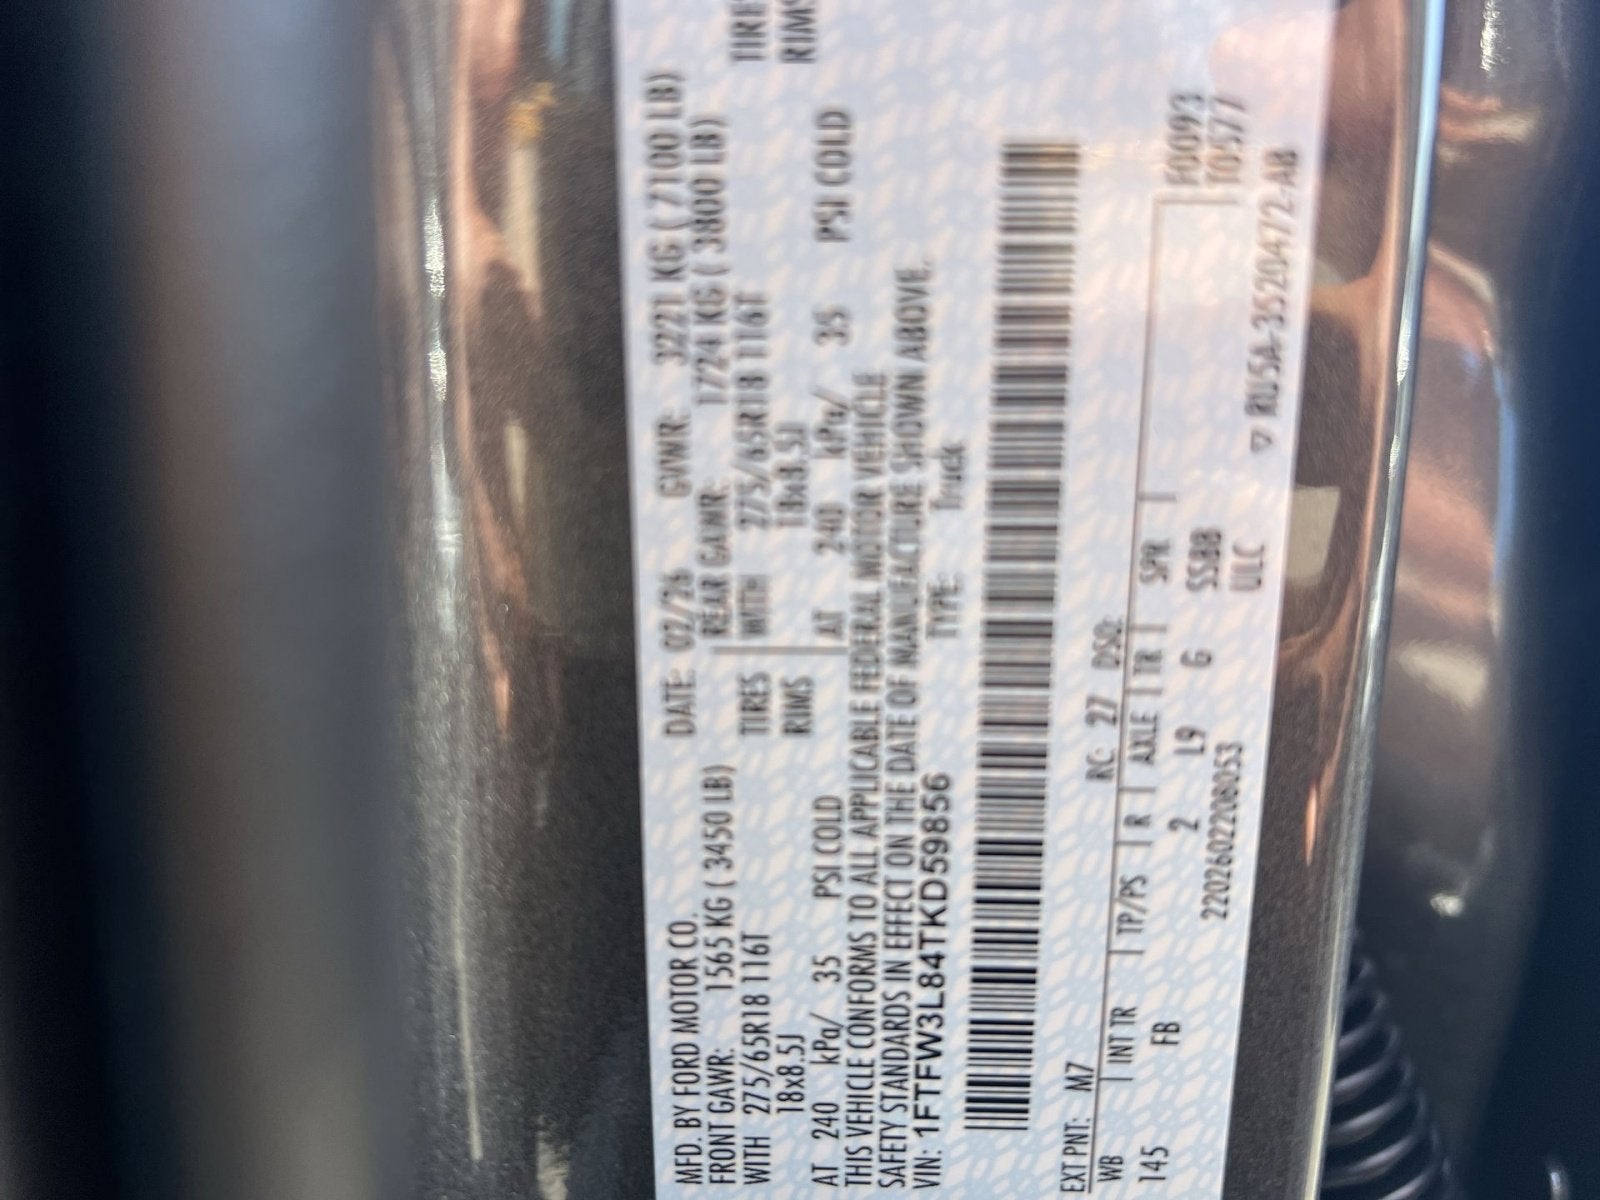 MFD. BY FORD MOTOR CO.
DATE: 02/26 GVWR: 3221 KG ( 7100 LB)
FRONT GAWR: 1565 KG ( 3450 LB) REAR GAWR: 1724 KG ( 3800 LB)
WITH 275/65R18 116T TIRES WITH 275/65R18 116T TIRES
18x8.5J RIMS 18x8.5J RIMS
AT 240 kPa/ 35 PSI COLD AT 240 kPa/ 35 PSI COLD
THIS VEHICLE CONFORMS TO ALL APPLICABLE FEDERAL MOTOR VEHICLE
SAFETY STANDARDS IN EFFECT ON THE DATE OF MANUFACTURE SHOWN ABOVE.
VIN: 1FTFW3L84TKD59856 TYPE: Truck
EXT PNT: M7 RC: 27 DSO: F0093
WB | INT TR | TP/PS | R | AXLE | TR | SPR | T0577
145 FB 2 L9 G SS8B
2202602208053 ULC ▽ RU5A-3520472-AB